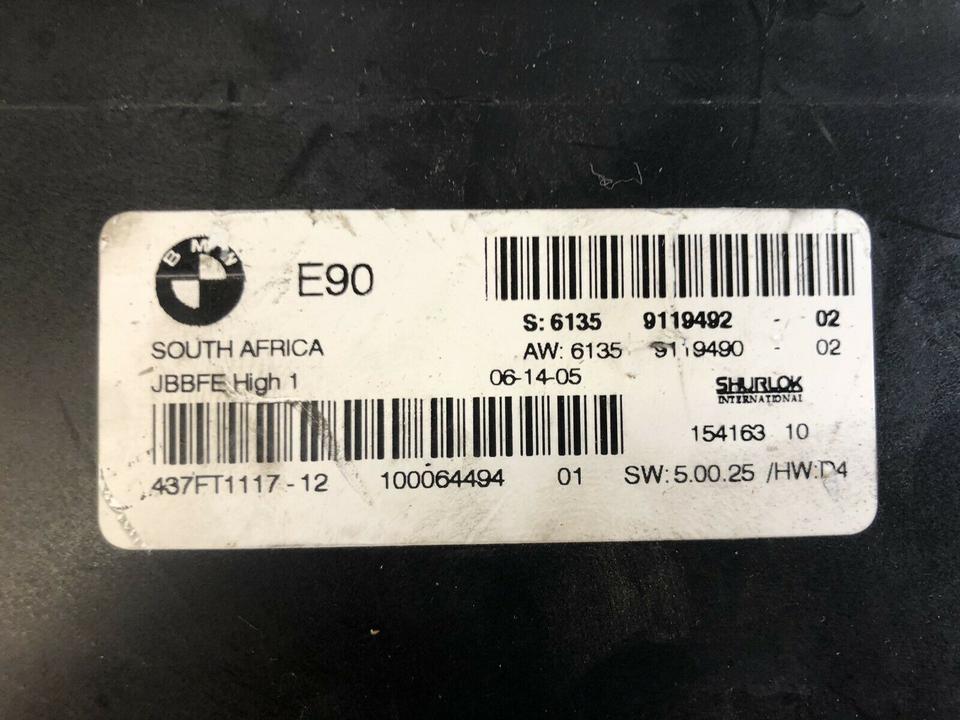 BMW
E90
S: 6135 9119492 - 02
SOUTH AFRICA
AW: 6135 9119490 - 02
JBBFE High 1
06-14-05
SHURLOK
INTERNATIONAL
154163 10
437FT1117 - 12 100064494 01 SW: 5.00.25 /HW:D4